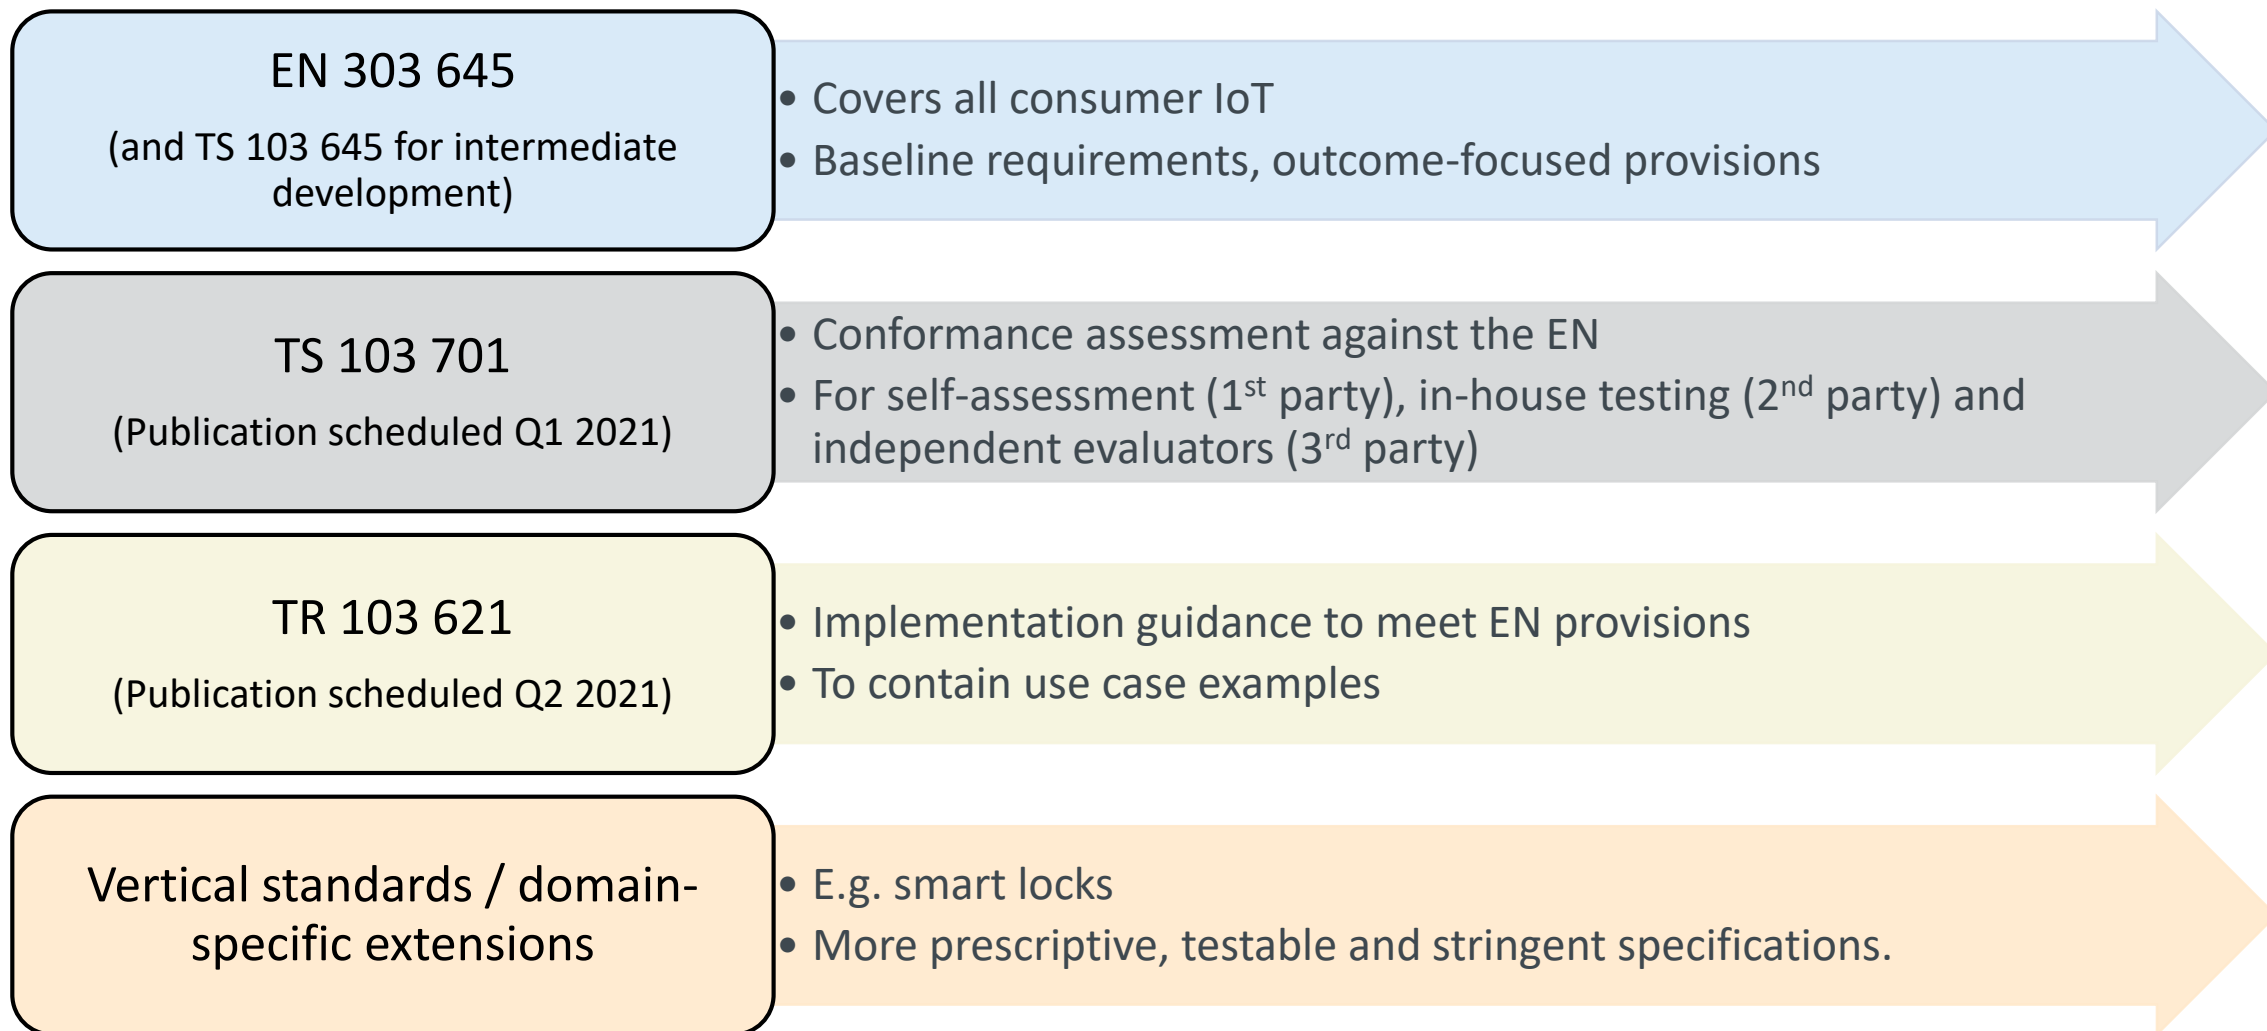 EN 303 645
(and TS 103 645 for intermediate
development)
• Covers all consumer IoT
• Baseline requirements, outcome-focused provisions
TS 103 701
(Publication scheduled Q1 2021)
• Conformance assessment against the EN
• For self-assessment (1st party), in-house testing (2nd party) and
independent evaluators (3rd party)
TR 103 621
(Publication scheduled Q2 2021)
• Implementation guidance to meet EN provisions
• To contain use case examples
Vertical standards / domain-
specific extensions
• E.g. smart locks
• More prescriptive, testable and stringent specifications.